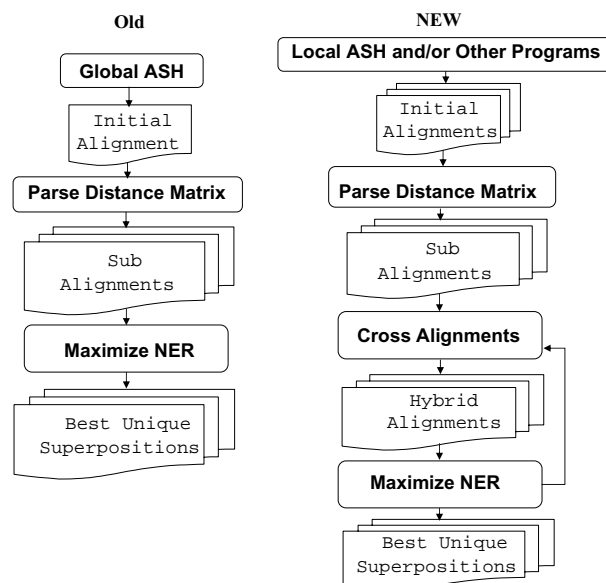 Old
Global ASH
Initial
Alignment
Parse Distance Matrix
Sub
Alignments
Maximize NER
Best Unique
Superpositions
NEW
Local ASH and/or Other Programs
Initial
Alignments
Parse Distance Matrix
Sub
Alignments
Cross Alignments
Hybrid
Alignments
Maximize NER
Best Unique
Superpositions